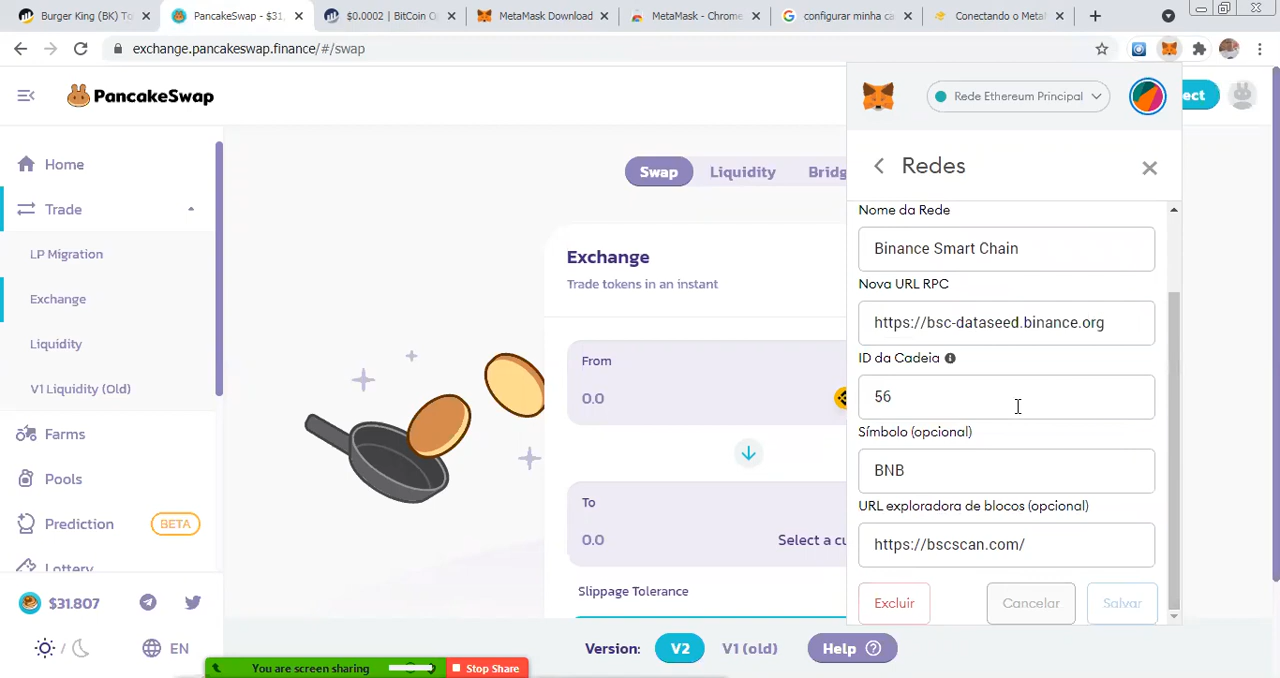 Burger King (BK) To
PancakeSwap - $31.
$0.0002 | BitCoin O
MetaMask Download
MetaMask - Chrome
configurar minha ca
Conectando o Metal
exchange.pancakeswap.finance/#/swap
PancakeSwap
Rede Ethereum Principal
ect
Home
Trade
LP Migration
Exchange
Liquidity
V1 Liquidity (Old)
Farms
Pools
Prediction
BETA
Lottery
$31.807
EN
Swap
Liquidity
Bridg
Exchange
Trade tokens in an instant
From
0.0
To
0.0
Select a cu
Slippage Tolerance
Redes
Nome da Rede
Binance Smart Chain
Nova URL RPC
https://bsc-dataseed.binance.org
ID da Cadeia
56
Símbolo (opcional)
BNB
URL exploradora de blocos (opcional)
https://bscscan.com/
Excluir
Cancelar
Salvar
Version:
V2
V1 (old)
Help
You are screen sharing
Stop Share